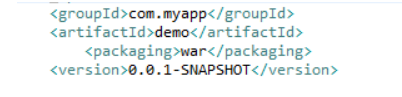 <groupId>com.myapp</groupId>
<artifactId>demo</artifactId>
<packaging>war</packaging>
<version>0.0.1-SNAPSHOT</version>